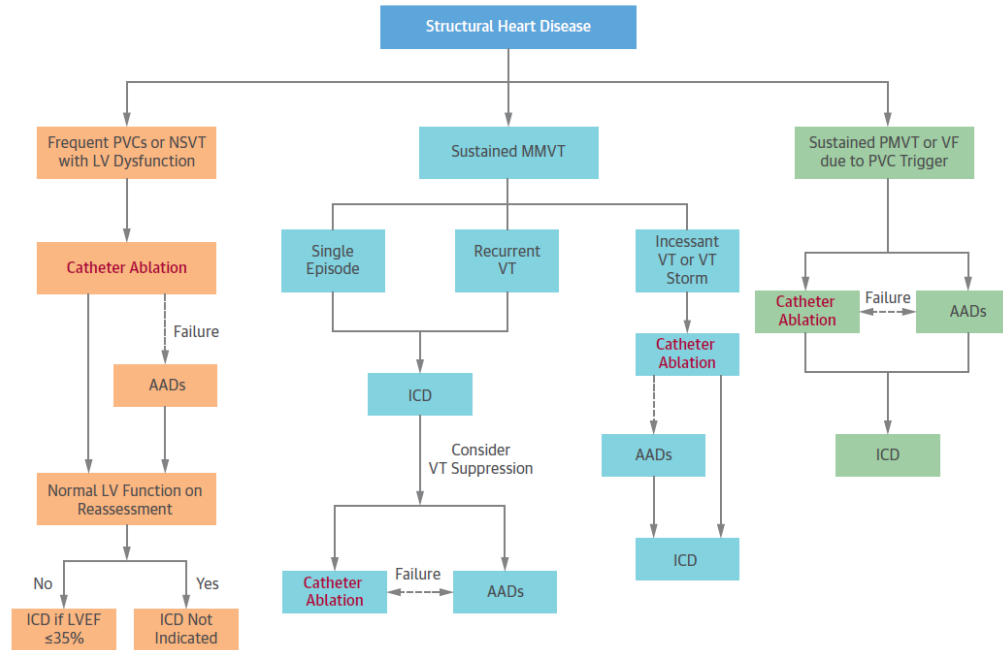 Structural Heart Disease
Frequent PVCs or NSVT
with LV Dysfunction
Sustained MMVT
Sustained PMVT or VF
due to PVC Trigger
Catheter Ablation
Failure
AADs
Normal LV Function on
Reassessment
No
Yes
ICD if LVEF
≤35%
ICD Not
Indicated
Single
Episode
Recurrent
VT
Incessant
VT or VT
Storm
ICD
Consider
VT Suppression
Catheter
Ablation
Failure
AADs
Catheter
Ablation
AADs
ICD
Catheter
Ablation
Failure
AADs
ICD